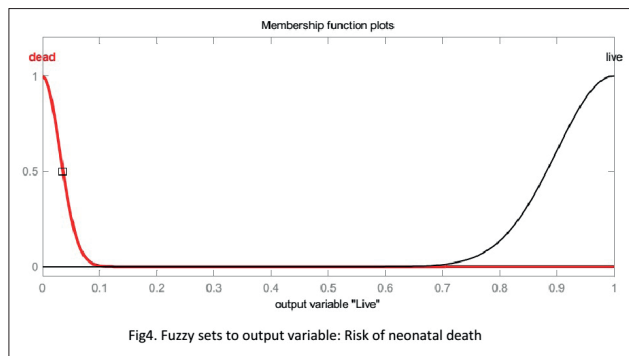 Membership function plots
dead
live
1
0.5
0
0 0.1 0.2 0.3 0.4 0.5 0.6 0.7 0.8 0.9 1
output variable "Live"
Fig4. Fuzzy sets to output variable: Risk of neonatal death